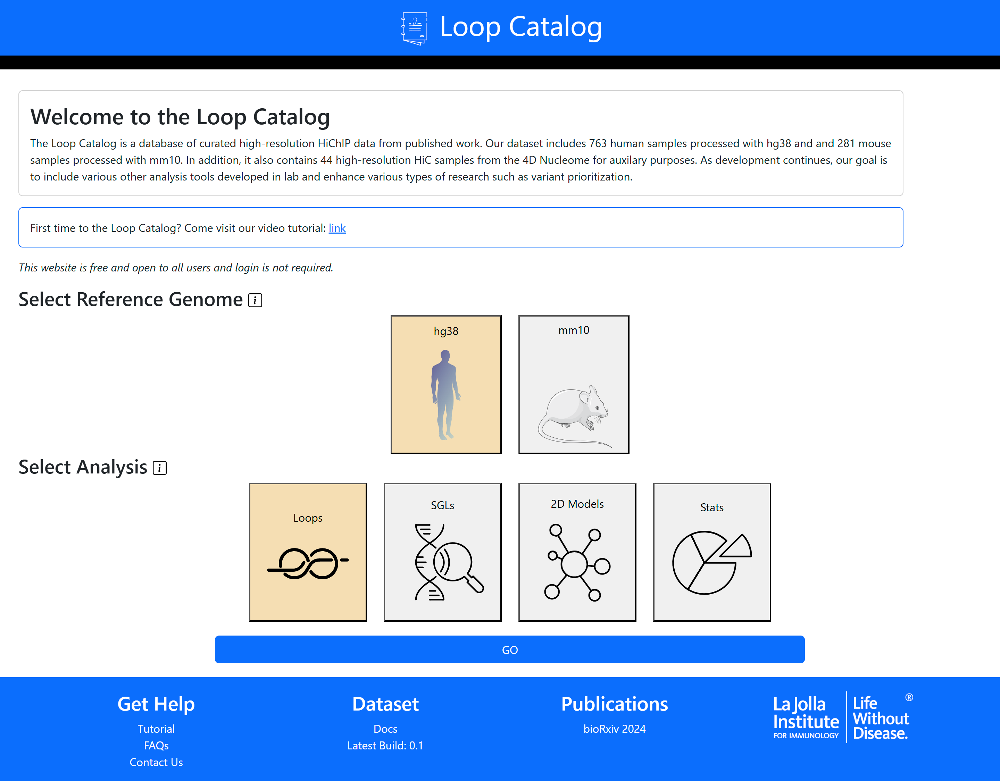 Loop Catalog
Welcome to the Loop Catalog
The Loop Catalog is a database of curated high-resolution HiChIP data from published work. Our dataset includes 763 human samples processed with hg38 and and 281 mouse
samples processed with mm10. In addition, it also contains 44 high-resolution HiC samples from the 4D Nucleome for auxilary purposes. As development continues, our goal is
to include various other analysis tools developed in lab and enhance various types of research such as variant prioritization.
First time to the Loop Catalog? Come visit our video tutorial: link
This website is free and open to all users and login is not required.
Select Reference Genome i
hg38
mm10
Select Analysis i
Loops
SGLs
2D Models
Stats
GO
Get Help
Tutorial
FAQs
Contact Us
Dataset
Docs
Latest Build: 0.1
Publications
bioRxiv 2024
La Jolla
Institute
FOR IMMUNOLOGY
Life
Without
Disease.
®